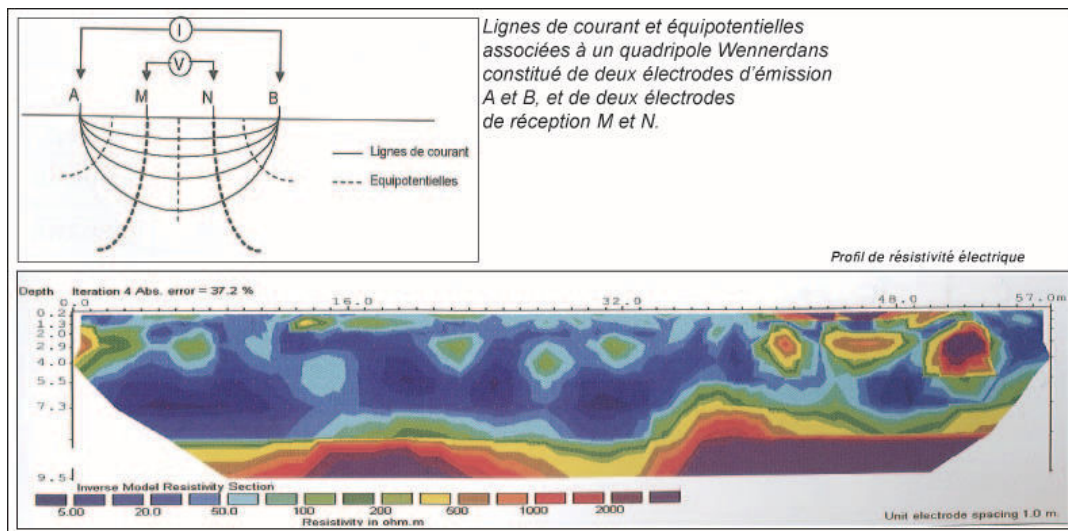 I
V
A M N B
Lignes de courant
Equipotentielles
Lignes de courant et équipotentielles
associées à un quadripole Wennerdans
constitué de deux électrodes d'émission
A et B, et de deux électrodes
de réception M et N.
Profil de résistivité électrique
Depth Iteration 4 Abs. error = 37.2 %
0.0 16.0 32.0 48.0 57.0m
0.2
1.3
2.0
2.9
4.0
5.5
7.3
9.5
Inverse Model Resistivity Section
5.00 20.0 50.0 100 200 500 1000 2000
Resistivity in ohm.m
Unit electrode spacing 1.0 m.